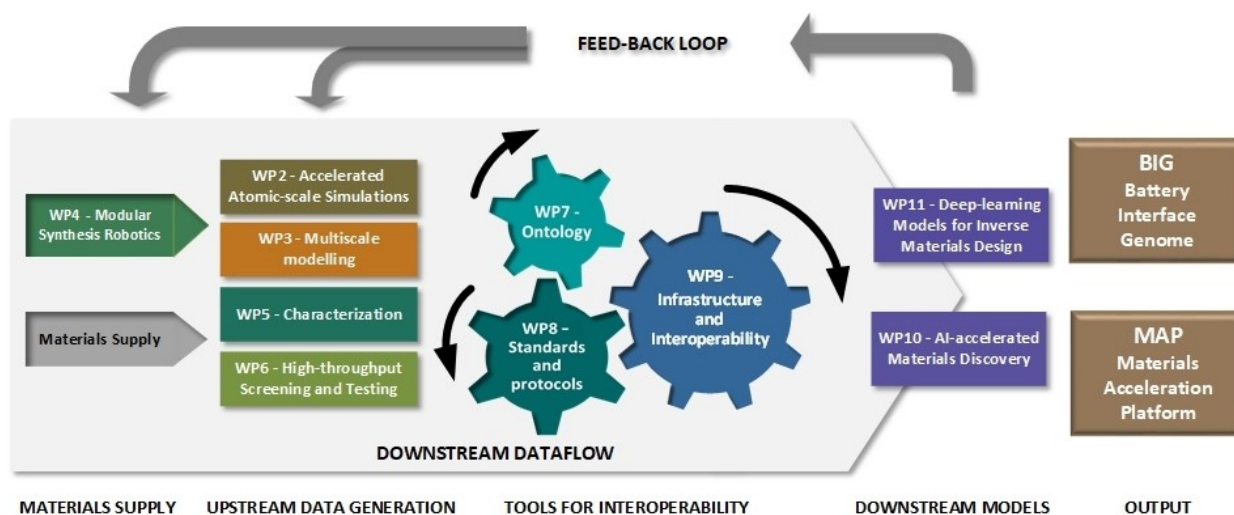 FEED-BACK LOOP
WP4 - Modular
Synthesis Robotics
Materials Supply
WP2 - Accelerated
Atomic-scale Simulations
WP3 - Multiscale
modelling
WP5 - Characterization
WP6 - High-throughput
Screening and Testing
WP7 -
Ontology
WP8 –
Standards
and
protocols
WP9 -
Infrastructure
and
Interoperability
WP11 - Deep-learning
Models for Inverse
Materials Design
WP10 - AI-accelerated
Materials Discovery
BIG
Battery
Interface
Genome
MAP
Materials
Acceleration
Platform
DOWNSTREAM DATAFLOW
MATERIALS SUPPLY
UPSTREAM DATA GENERATION
TOOLS FOR INTEROPERABILITY
DOWNSTREAM MODELS
OUTPUT